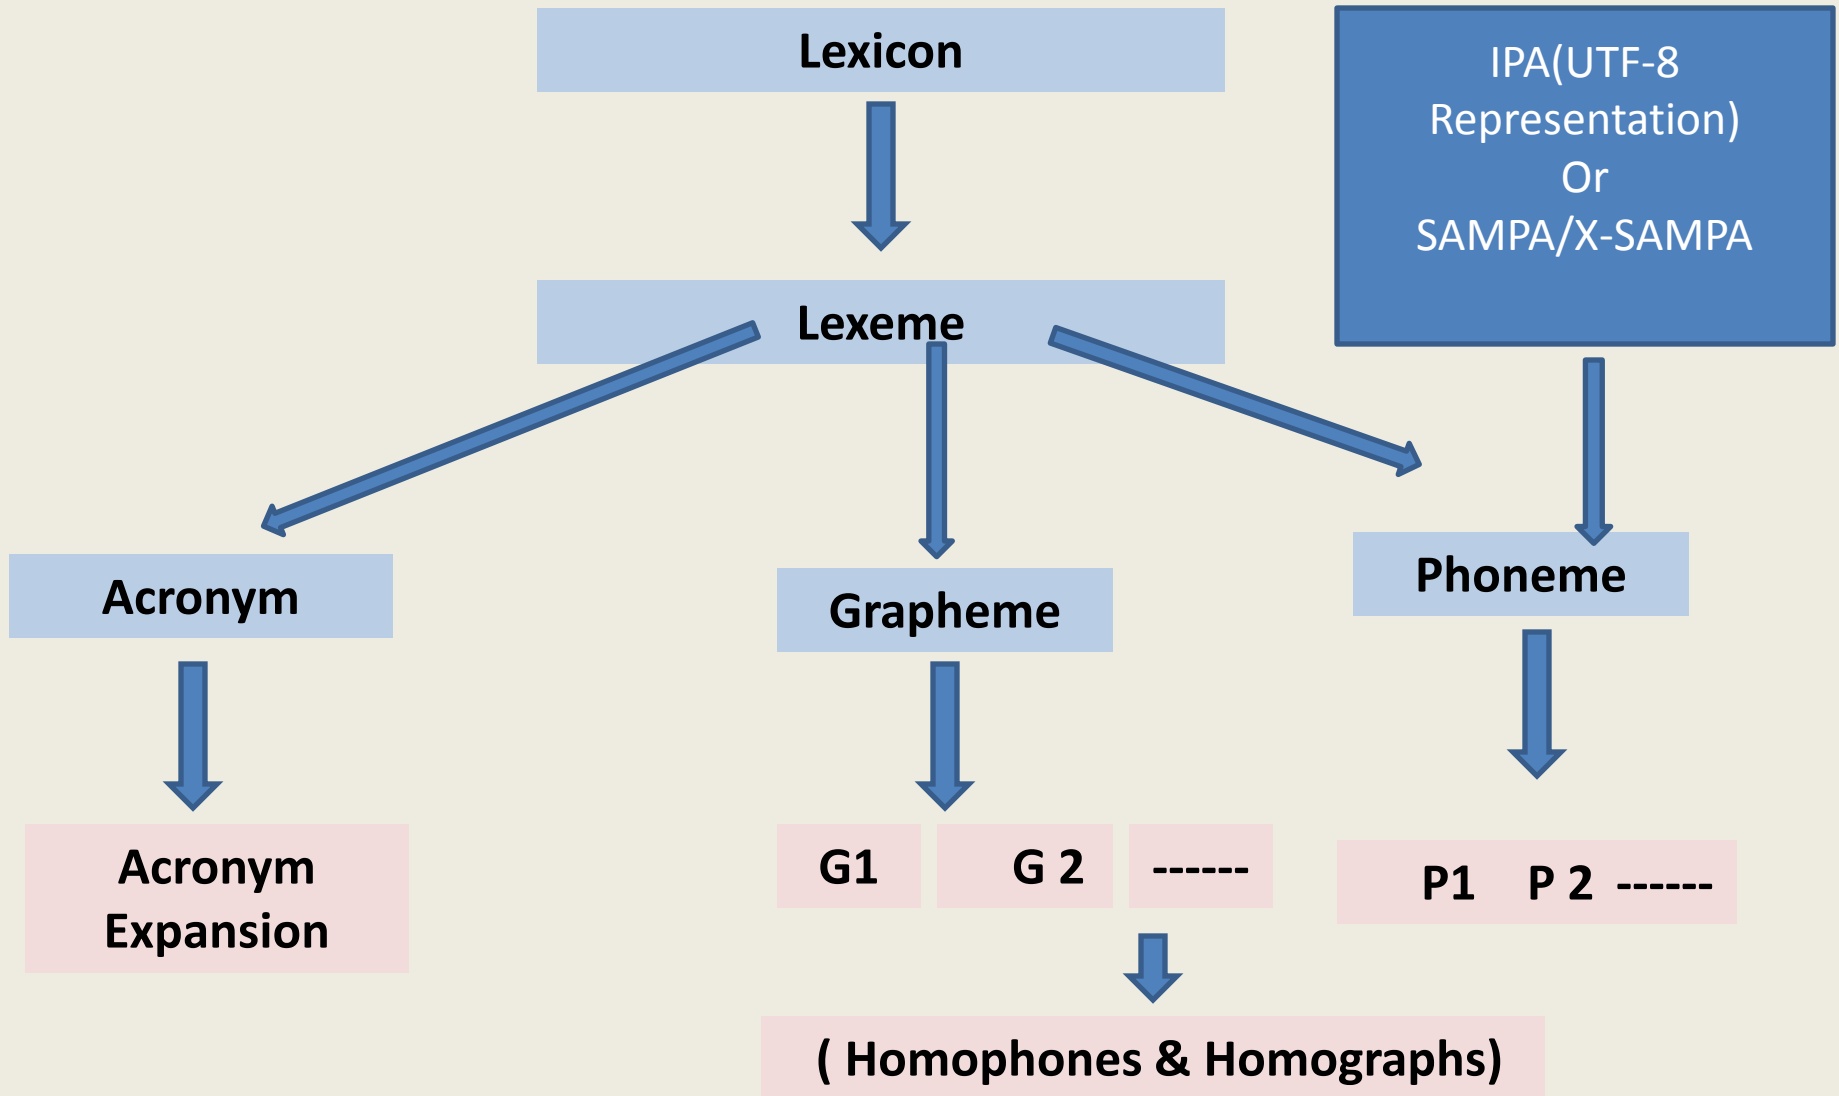 Lexicon
IPA(UTF-8
Representation)
Or
SAMPA/X-SAMPA
Lexeme
Acronym
Grapheme
Phoneme
Acronym
Expansion
G1 G 2 ------
P1 P 2 ------
( Homophones & Homographs)